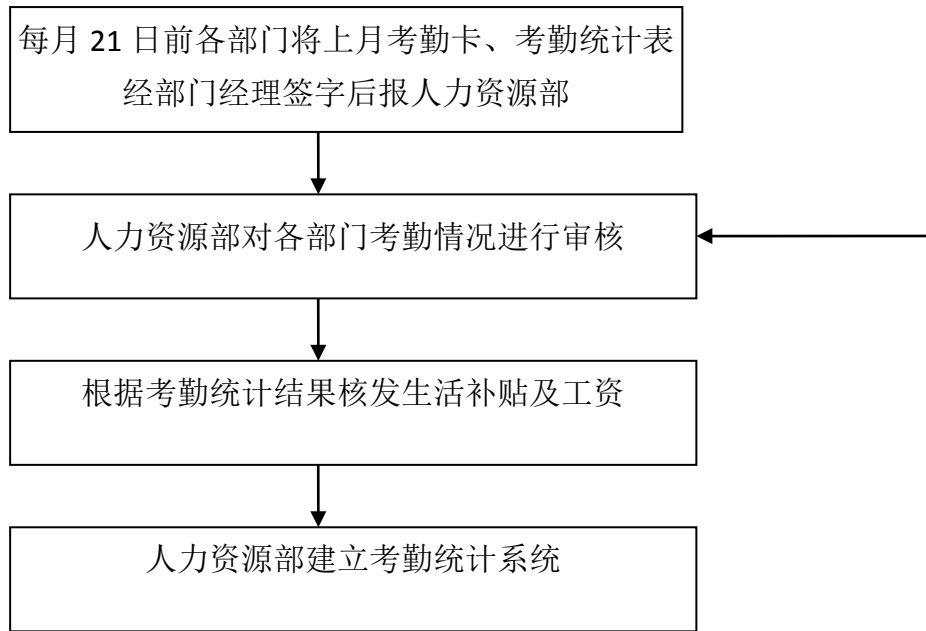 每月 21 日前各部门将上月考勤卡、考勤统计表
经部门经理签字后报人力资源部
人力资源部对各部门考勤情况进行审核
根据考勤统计结果核发生活补贴及工资
人力资源部建立考勤统计系统